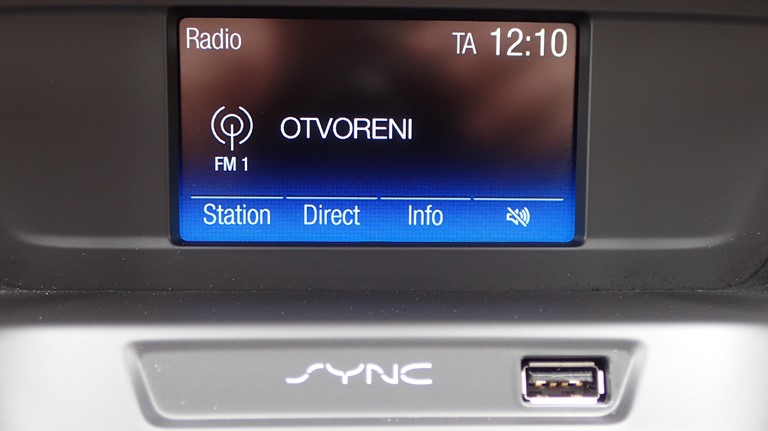 Radio TA 12:10
OTVORENI
FM 1
Station Direct Info
SYNC